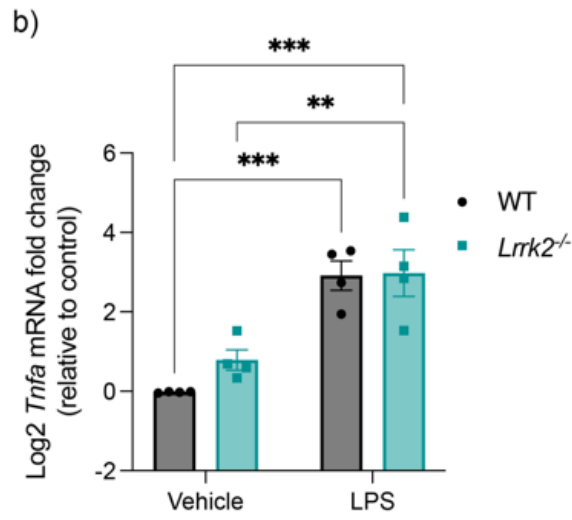 b)
***
**
***
Log2 Tnfa mRNA fold change
(relative to control)
6
4
2
0
-2
Vehicle
LPS
WT
Lrrk2-/-